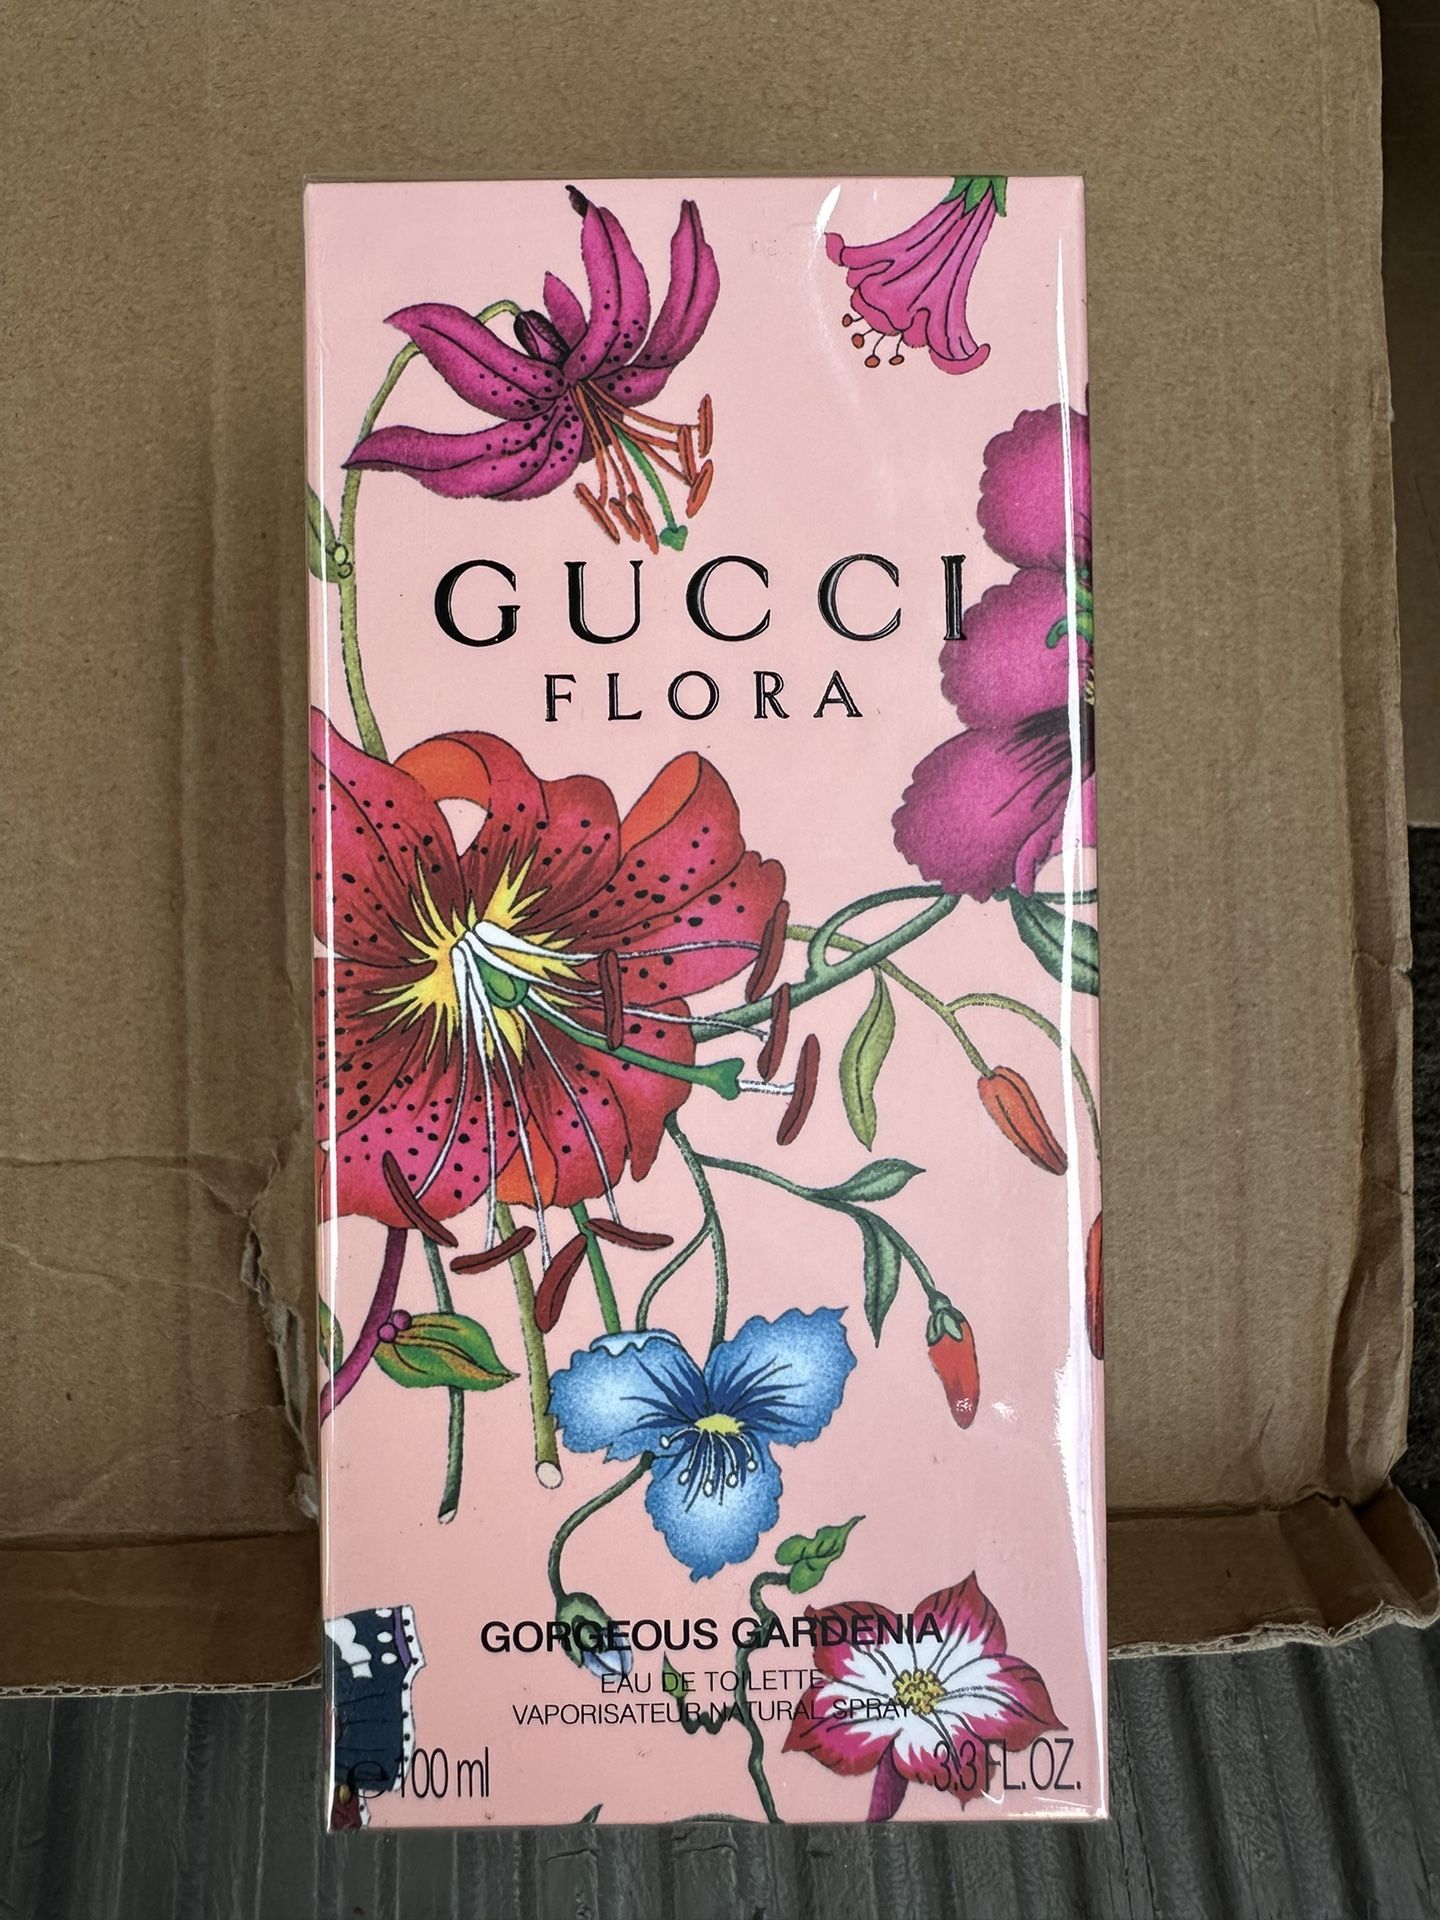 GUCCI
FLORA
GORGEOUS GARDENIA
EAU DE TOILETTE
VAPORISATEUR NATURAL SPRAY
℮ 100 ml 3.3 FL. OZ.